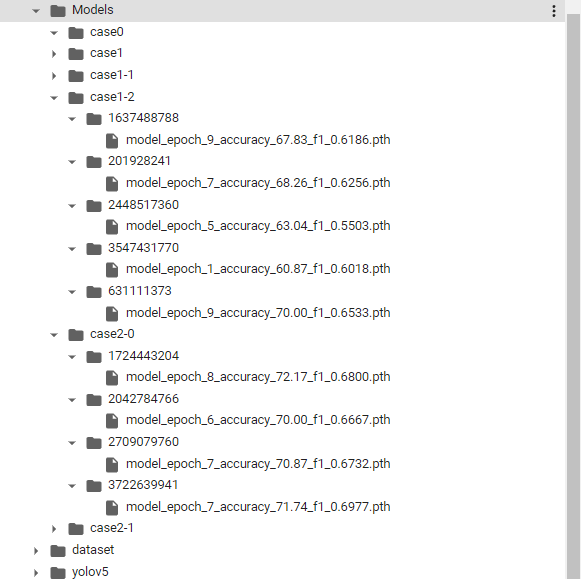 Models
case0
case1
case1-1
case1-2
1637488788
model_epoch_9_accuracy_67.83_f1_0.6186.pth
201928241
model_epoch_7_accuracy_68.26_f1_0.6256.pth
2448517360
model_epoch_5_accuracy_63.04_f1_0.5503.pth
3547431770
model_epoch_1_accuracy_60.87_f1_0.6018.pth
631111373
model_epoch_9_accuracy_70.00_f1_0.6533.pth
case2-0
1724443204
model_epoch_8_accuracy_72.17_f1_0.6800.pth
2042784766
model_epoch_6_accuracy_70.00_f1_0.6667.pth
2709079760
model_epoch_7_accuracy_70.87_f1_0.6732.pth
3722639941
model_epoch_7_accuracy_71.74_f1_0.6977.pth
case2-1
dataset
yolov5